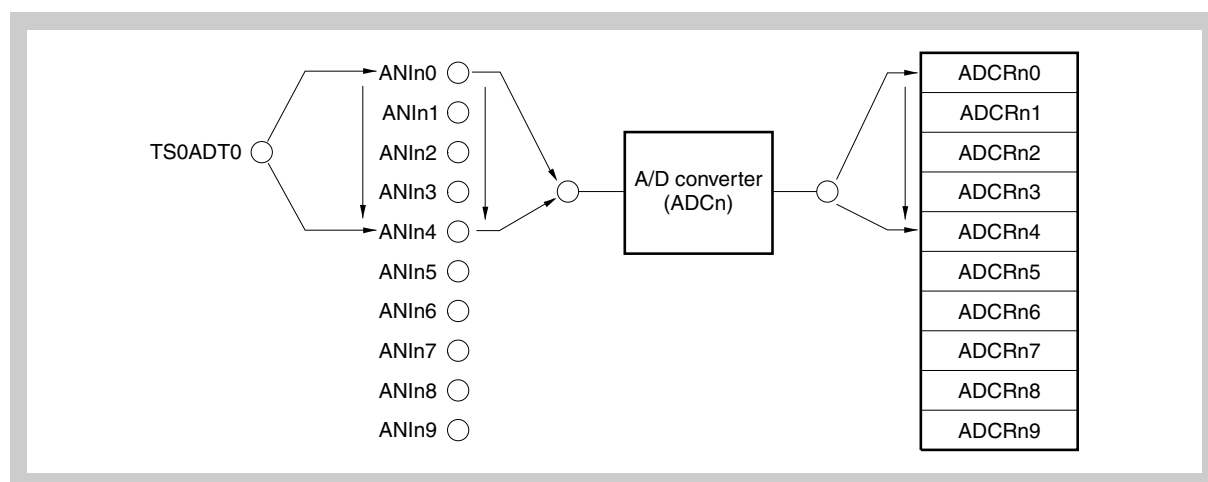 TS0ADT0
ANIn0
ANIn1
ANIn2
ANIn3
ANIn4
ANIn5
ANIn6
ANIn7
ANIn8
ANIn9
A/D converter
(ADCn)
ADCRn0
ADCRn1
ADCRn2
ADCRn3
ADCRn4
ADCRn5
ADCRn6
ADCRn7
ADCRn8
ADCRn9